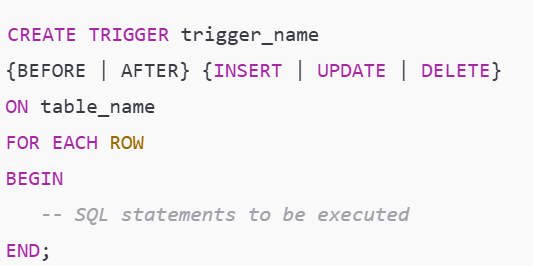 CREATE TRIGGER trigger_name
{BEFORE | AFTER} {INSERT | UPDATE | DELETE}
ON table_name
FOR EACH ROW
BEGIN
   -- SQL statements to be executed
END;